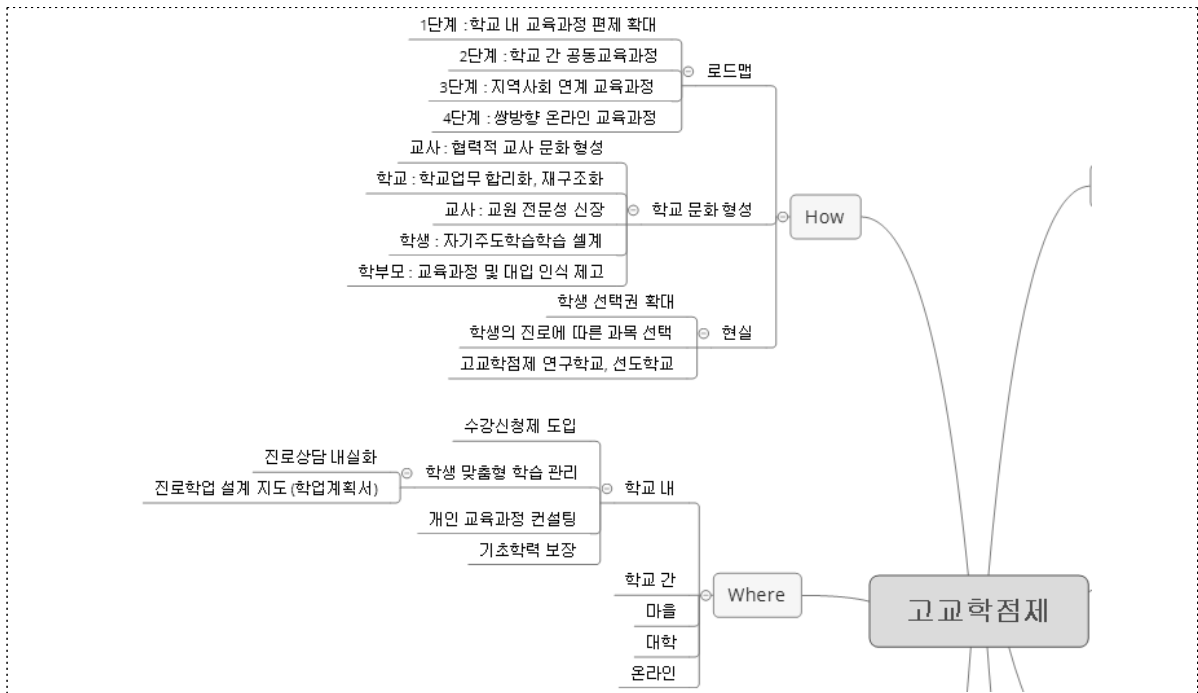 1단계 : 학교 내 교육과정 편제 확대
2단계 : 학교 간 공동교육과정
3단계 : 지역사회 연계 교육과정
4단계 : 쌍방향 온라인 교육과정
로드맵
교사 : 협력적 교사 문화 형성
학교 : 학교업무 합리화, 재구조화
교사 : 교원 전문성 신장
학생 : 자기주도학습학습 설계
학부모 : 교육과정 및 대입 인식 제고
학교 문화 형성
학생 선택권 확대
학생의 진로에 따른 과목 선택
고교학점제 연구학교, 선도학교
현실
How
수강신청제 도입
진로상담 내실화
진로학업 설계 지도 (학업계획서)
학생 맞춤형 학습 관리
개인 교육과정 컨설팅
기초학력 보장
학교 내
학교 간
마을
대학
온라인
Where
고교학점제